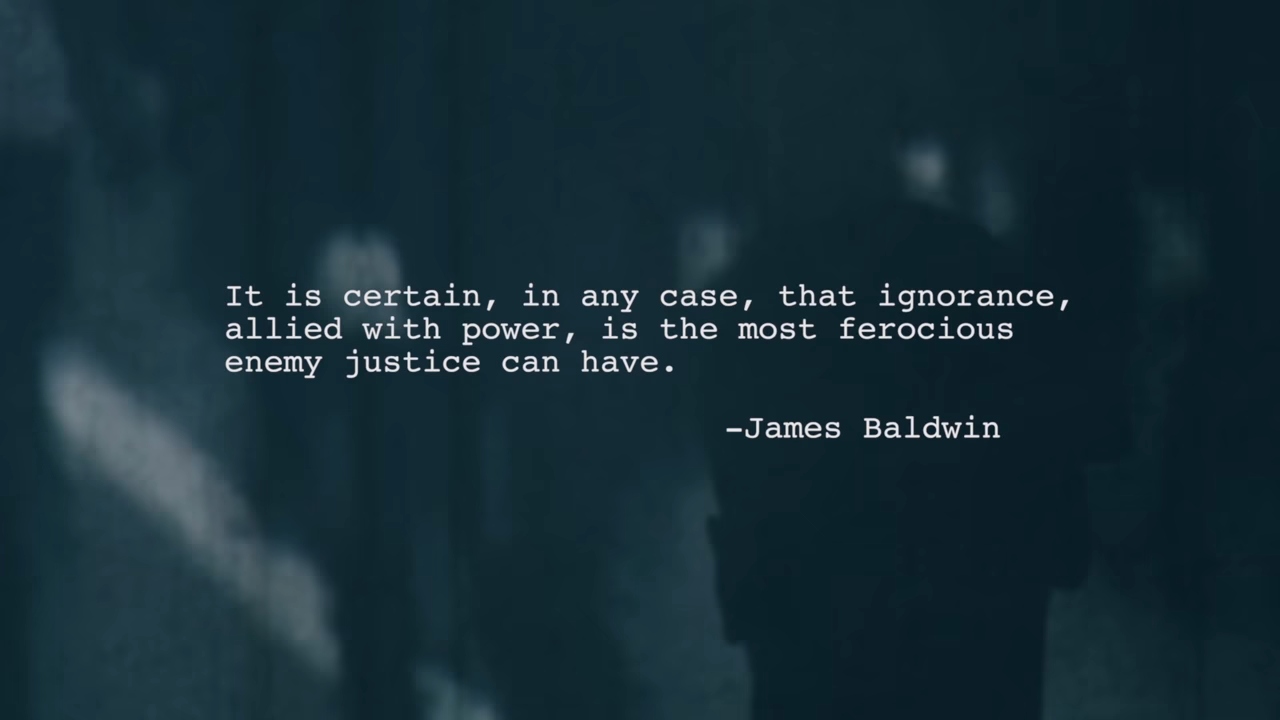 It is certain, in any case, that ignorance,
allied with power, is the most ferocious
enemy justice can have.
–James Baldwin